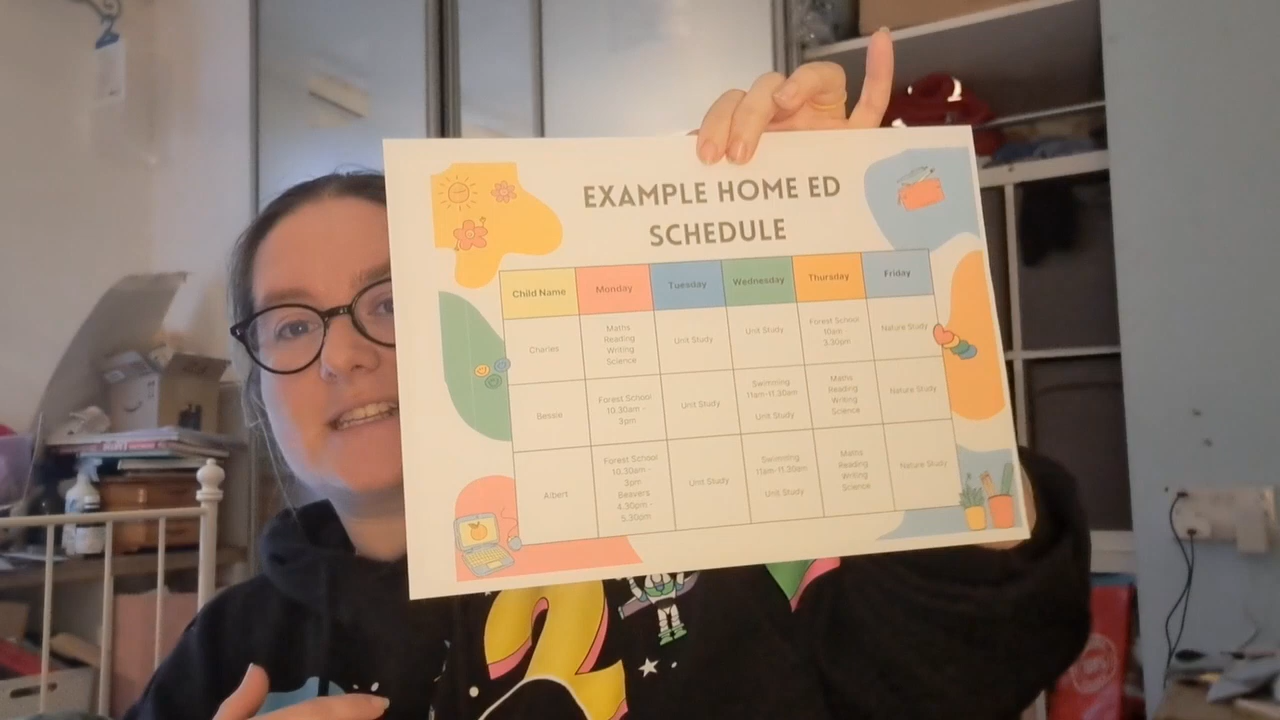 EXAMPLE HOME ED
SCHEDULE
Child Name Monday Tuesday Wednesday Thursday Friday
Charles
Maths
Reading
Writing
Science
Unit Study
Unit Study
Forest School
10am
3.30pm
Nature Study
Bessie
Forest School
10.30am -
3pm
Unit Study
Swimming
11am-11.30am
Unit Study
Maths
Reading
Writing
Science
Nature Study
Albert
Forest School
10.30am -
3pm
Beavers
4.30pm -
5.30pm
Unit Study
Swimming
11am-11.30am
Unit Study
Maths
Reading
Writing
Science
Nature Study